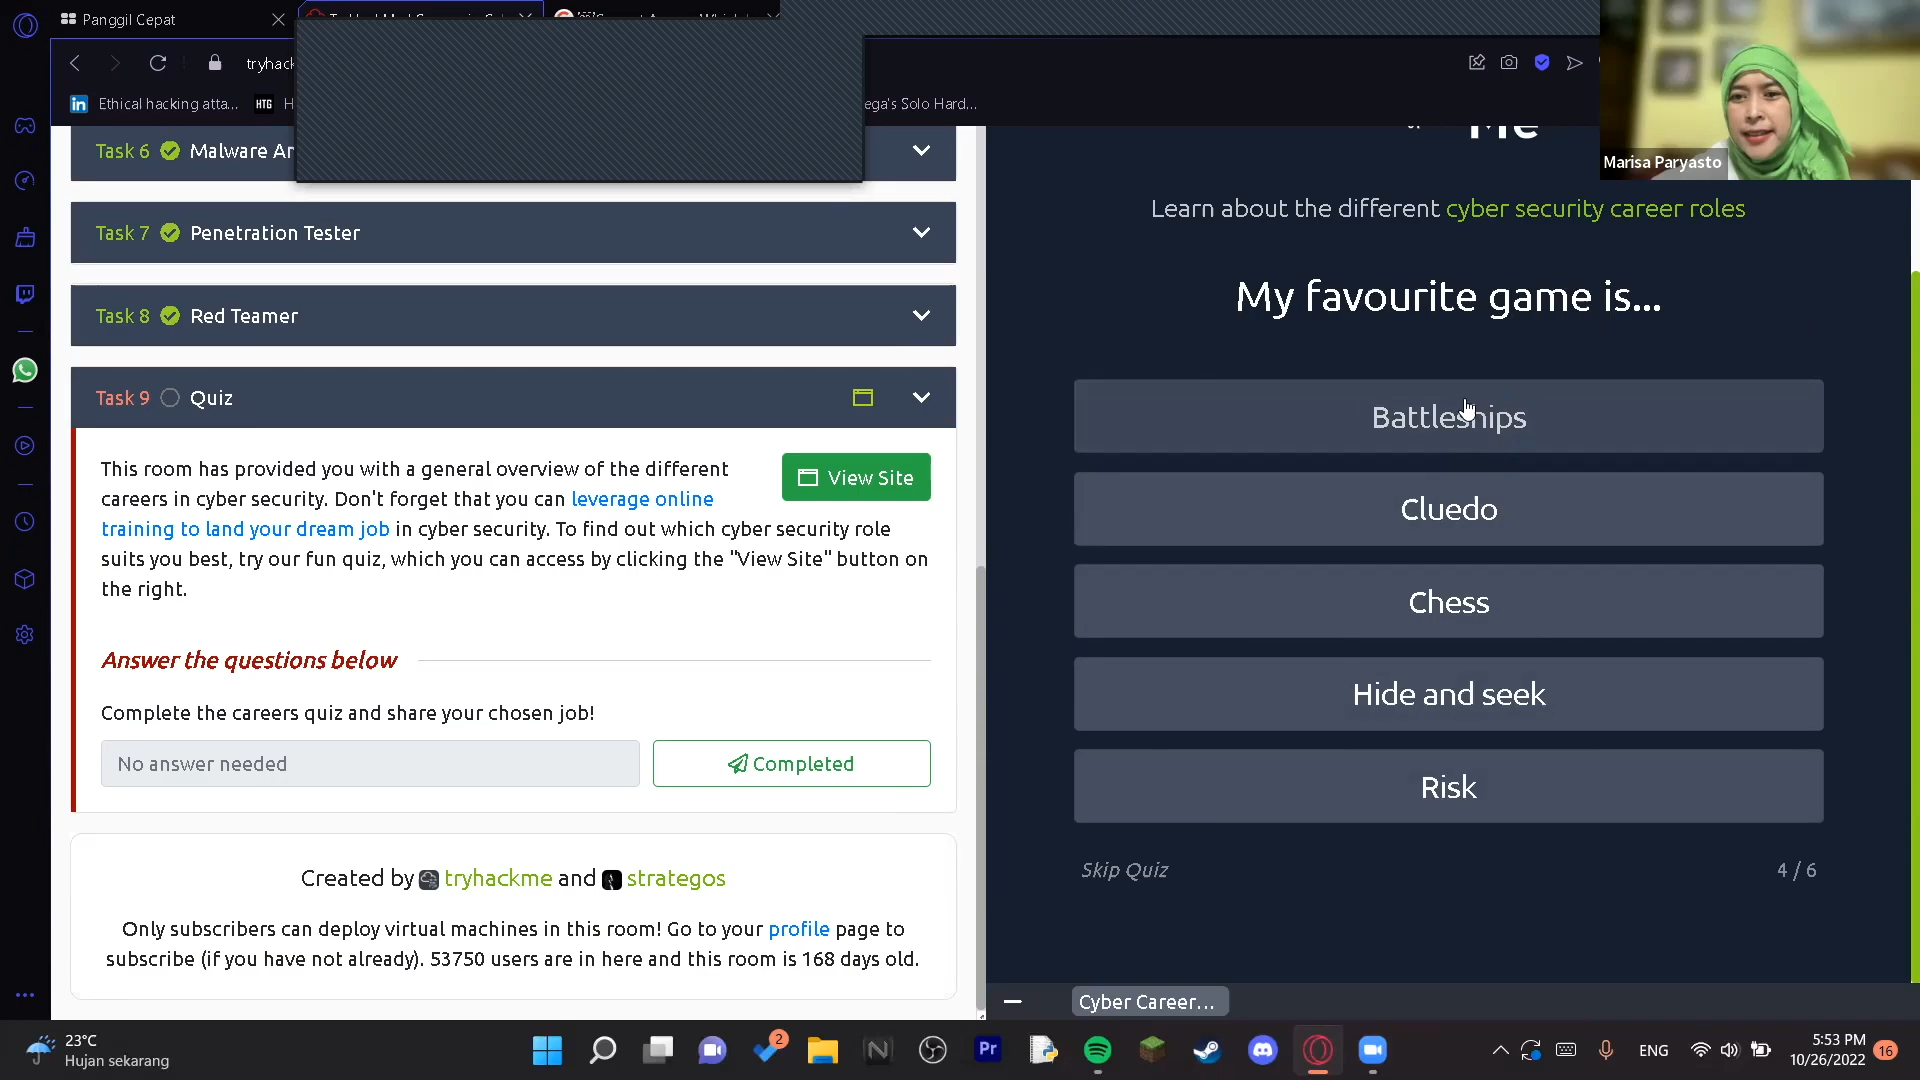 Panggil Cepat
tryhack
Ethical hacking atta...
HTG
H
ega's Solo Hard...
Marisa Paryasto
Task 6 Malware An
Task 7 Penetration Tester
Task 8 Red Teamer
Task 9 Quiz
This room has provided you with a general overview of the different
careers in cyber security. Don't forget that you can leverage online
training to land your dream job in cyber security. To find out which cyber security role
suits you best, try our fun quiz, which you can access by clicking the "View Site" button on
the right.
View Site
Answer the questions below
Complete the careers quiz and share your chosen job!
No answer needed
Completed
Created by tryhackme and strategos
Only subscribers can deploy virtual machines in this room! Go to your profile page to
subscribe (if you have not already). 53750 users are in here and this room is 168 days old.
Me
Learn about the different cyber security career roles
My favourite game is...
Battleships
Cluedo
Chess
Hide and seek
Risk
Skip Quiz
4 / 6
Cyber Career...
23°C
Hujan sekarang
2
Pr
ENG
5:53 PM
10/26/2022
16